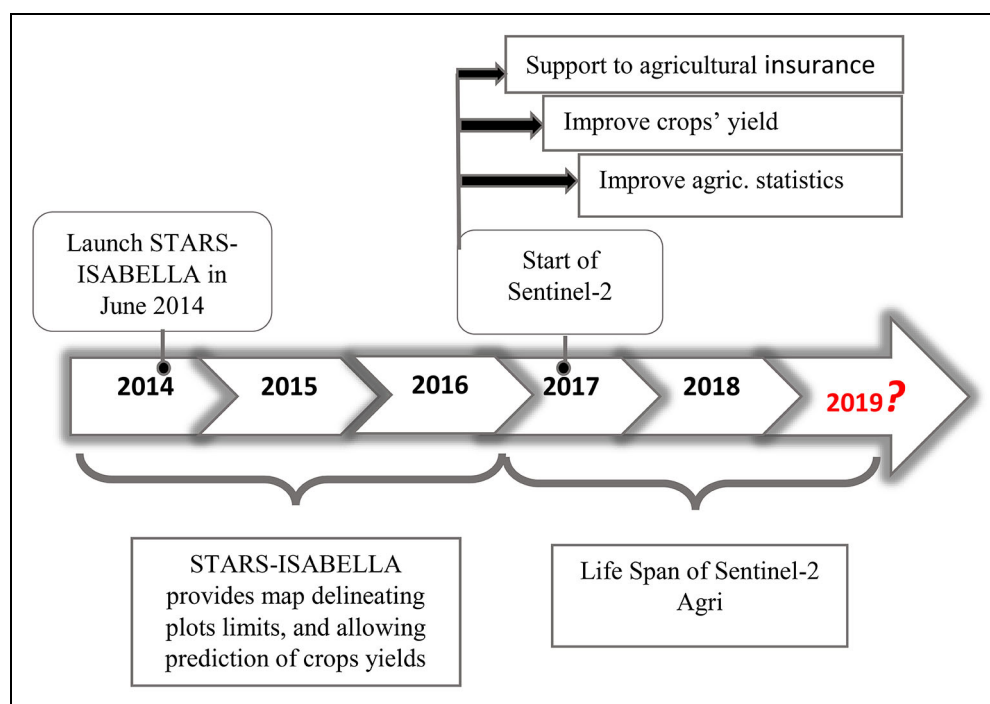 Support to agricultural insurance
Improve crops’ yield
Improve agric. statistics
Launch STARS-
ISABELLA in
June 2014
Start of
Sentinel-2
2014
2015
2016
2017
2018
2019?
STARS-ISABELLA
provides map delineating
plots limits, and allowing
prediction of crops yields
Life Span of Sentinel-2
Agri